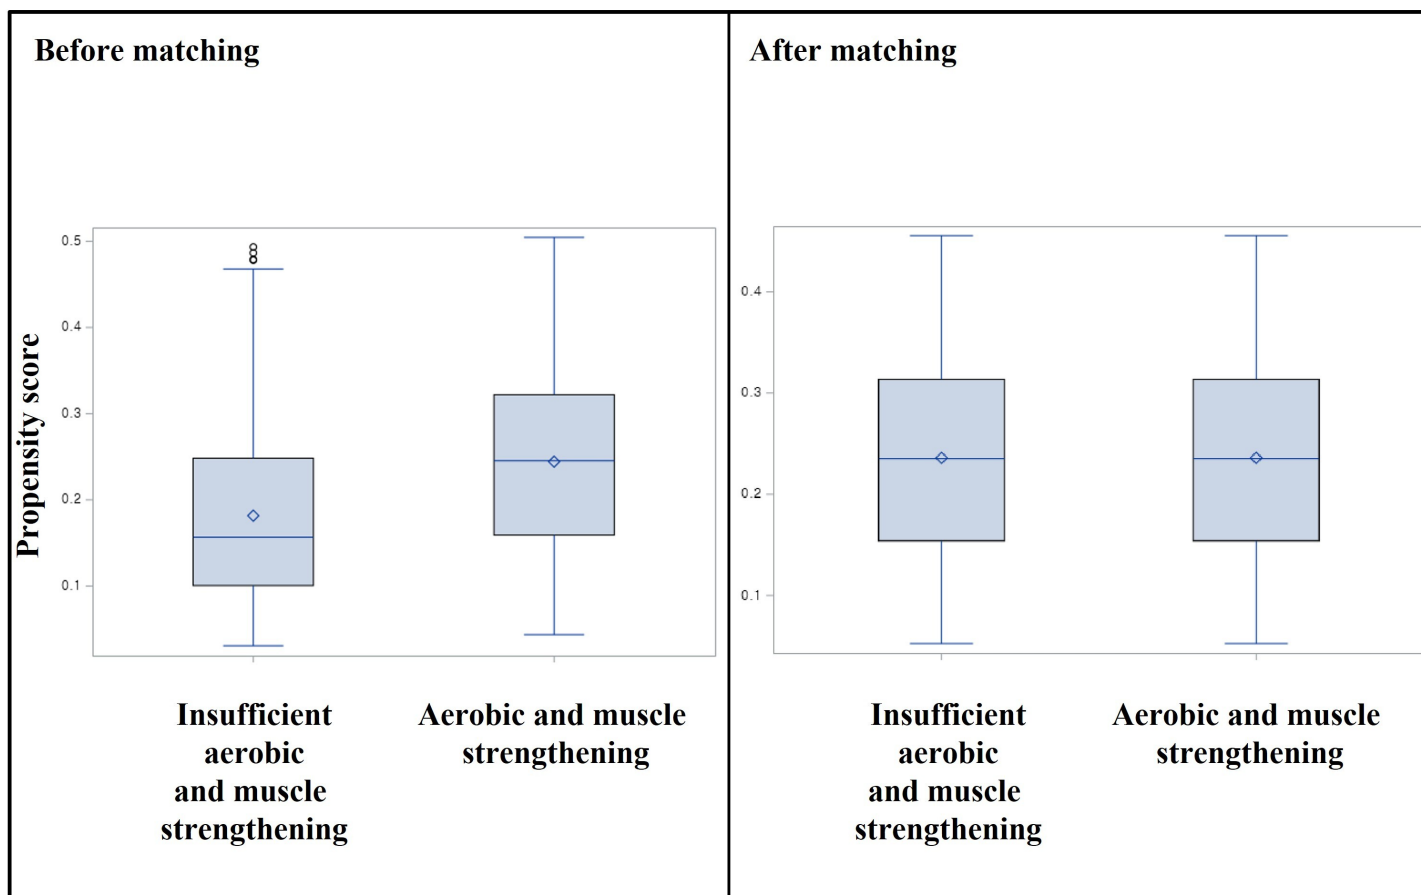 Before matching
After matching
Propensity score
0.5
0.4
0.3
0.2
0.1
Insufficient
aerobic
and muscle
strengthening
Aerobic and muscle
strengthening
0.4
0.3
0.2
0.1
Insufficient
aerobic
and muscle
strengthening
Aerobic and muscle
strengthening